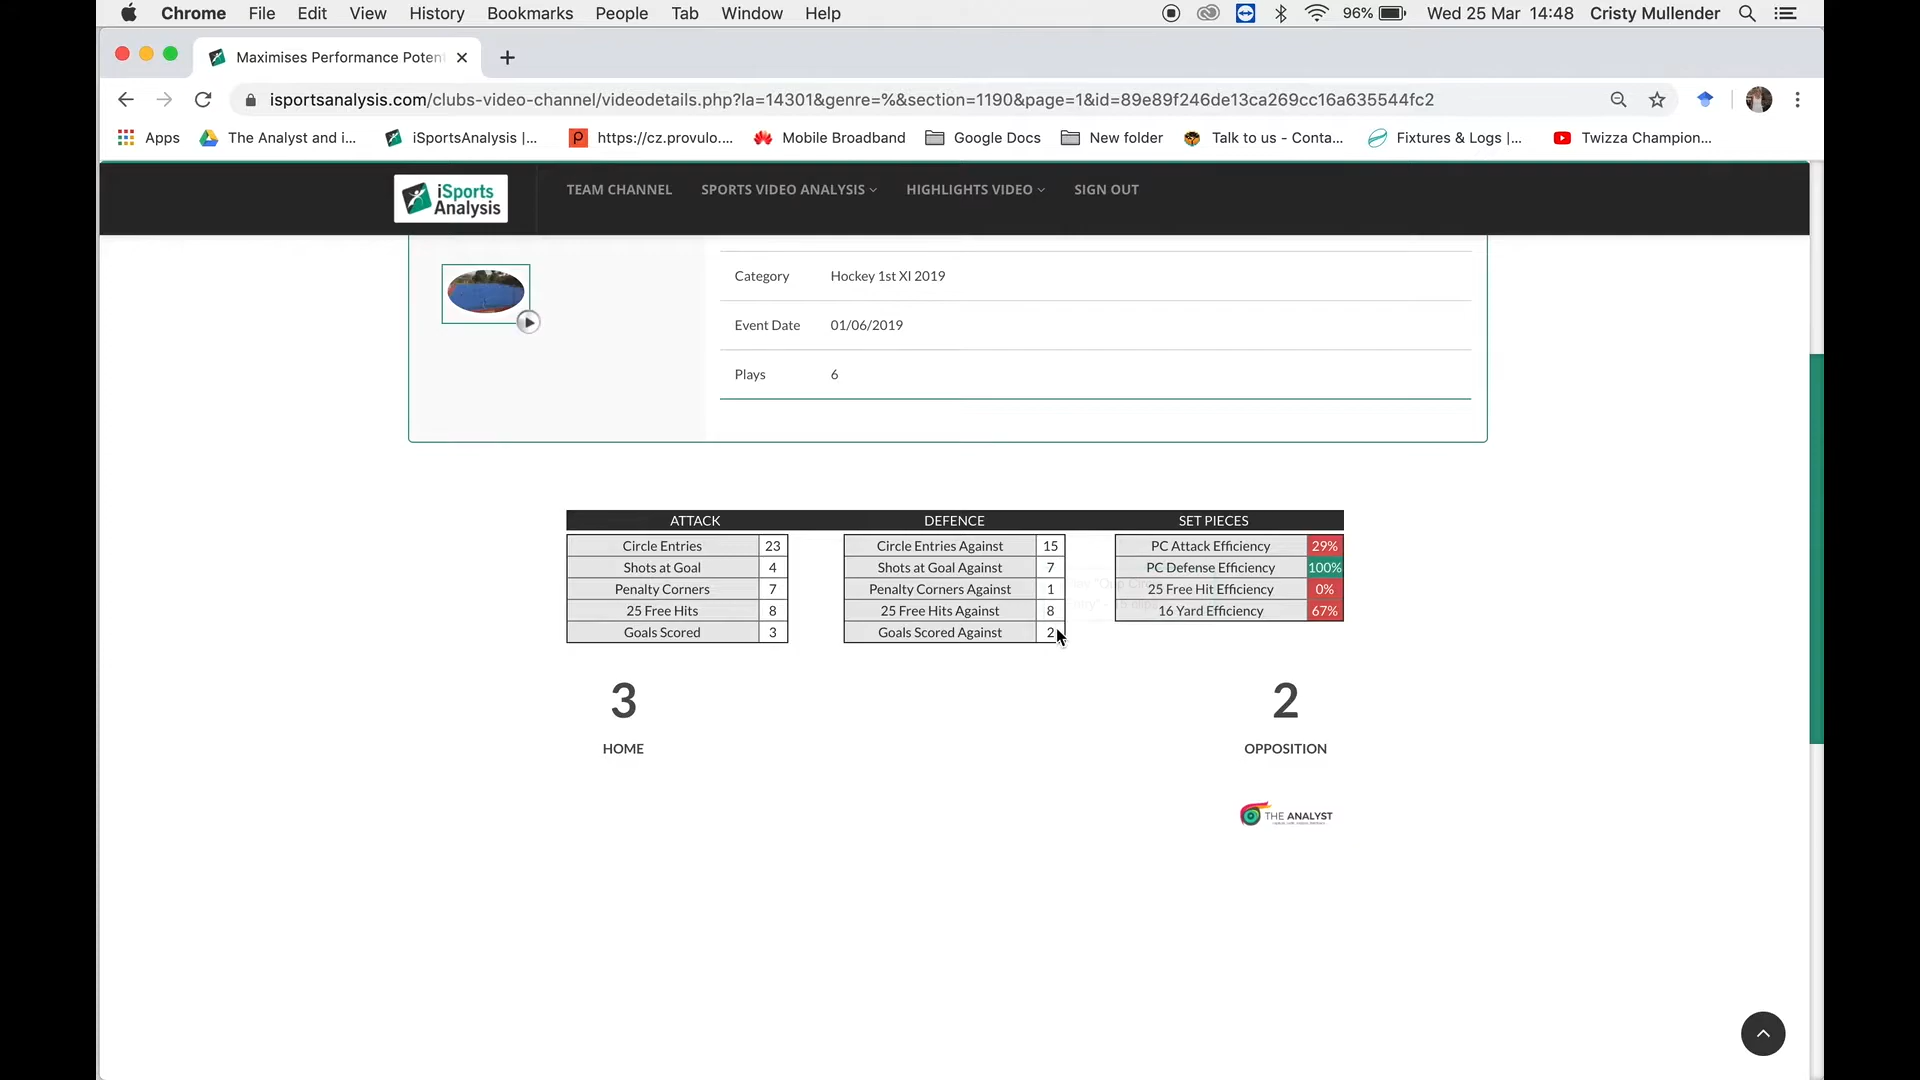 Chrome File Edit View History Bookmarks People Tab Window Help 96% Wed 25 Mar 14:48 Cristy Mullender
Maximises Performance Poten
isportsanalysis.com/clubs-video-channel/videodetails.php?la=14301&genre=%&section=1190&page=1&id=89e89f246de13ca269cc16a635544fc2
Apps The Analyst and i... iSportsAnalysis |... https://cz.provulo.... Mobile Broadband Google Docs New folder Talk to us - Conta... Fixtures & Logs |... Twizza Champion...
iSports Analysis TEAM CHANNEL SPORTS VIDEO ANALYSIS HIGHLIGHTS VIDEO SIGN OUT
Category Hockey 1st XI 2019
Event Date 01/06/2019
Plays 6
ATTACK DEFENCE SET PIECES
Circle Entries 23 Circle Entries Against 15 PC Attack Efficiency 29%
Shots at Goal 4 Shots at Goal Against 7 PC Defense Efficiency 100%
Penalty Corners 7 Penalty Corners Against 1 25 Free Hit Efficiency 0%
25 Free Hits 8 25 Free Hits Against 8 16 Yard Efficiency 67%
Goals Scored 3 Goals Scored Against 2
3 2
HOME OPPOSITION
THE ANALYST